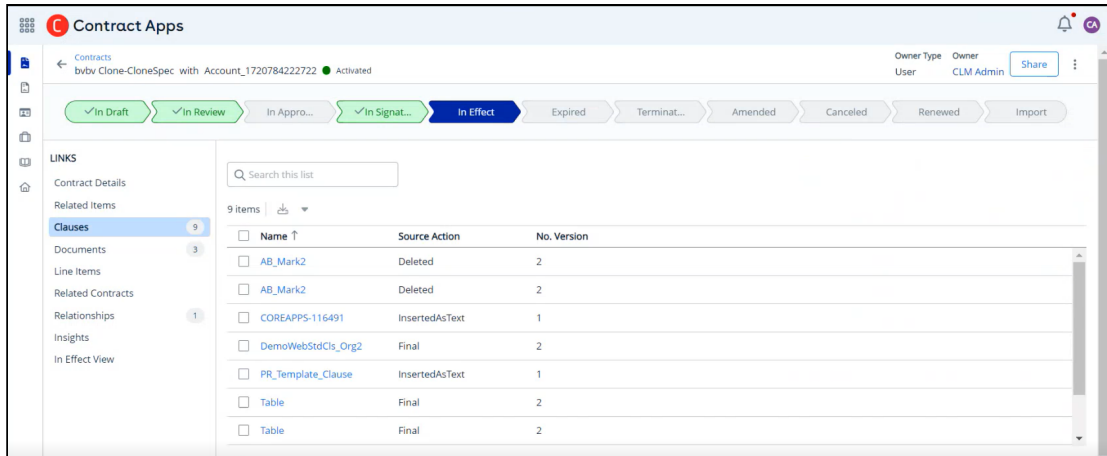 Contract Apps
CA
Contracts
bvbv Clone-CloneSpec with Account_1720784222722 Activated
Owner Type Owner
User CLM Admin
Share
In Draft In Review In Appro... In Signat... In Effect Expired Terminat... Amended Canceled Renewed Import
LINKS
Contract Details
Related Items
Clauses 9
Documents 3
Line Items
Related Contracts
Relationships 1
Insights
In Effect View
Search this list
9 items
Name ↑ Source Action No. Version
AB_Mark2 Deleted 2
AB_Mark2 Deleted 2
COREAPPS-116491 InsertedAsText 1
DemoWebStdCls_Org2 Final 2
PR_Template_Clause InsertedAsText 1
Table Final 2
Table Final 2